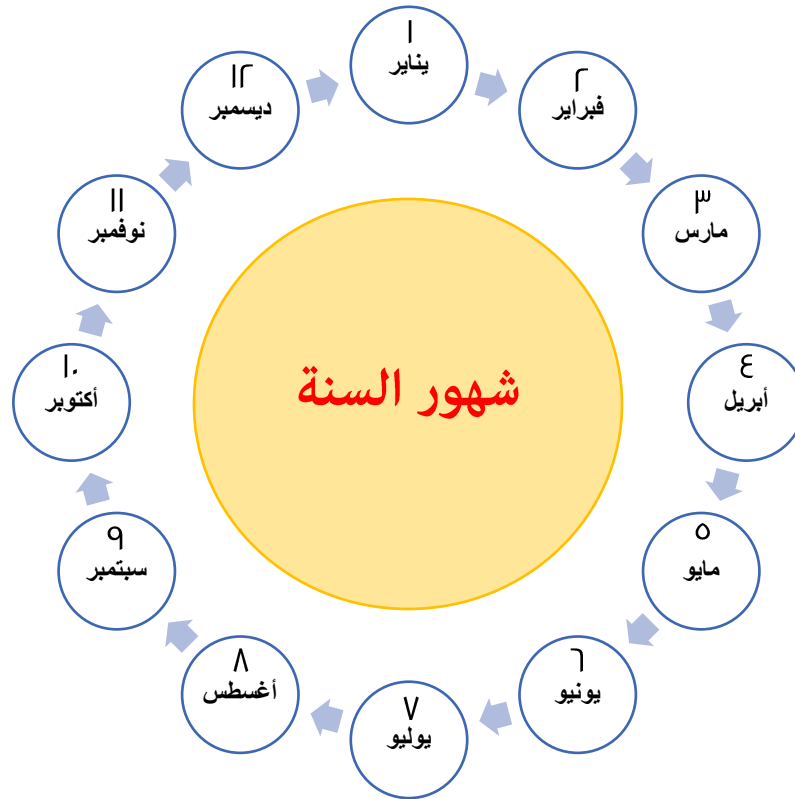 شهور السنة
١
يناير
٢
فبراير
٣
مارس
٤
أبريل
٥
مايو
٦
يونيو
٧
يوليو
٨
أغسطس
٩
سبتمبر
١٠
أكتوبر
١١
نوفمبر
١٢
ديسمبر